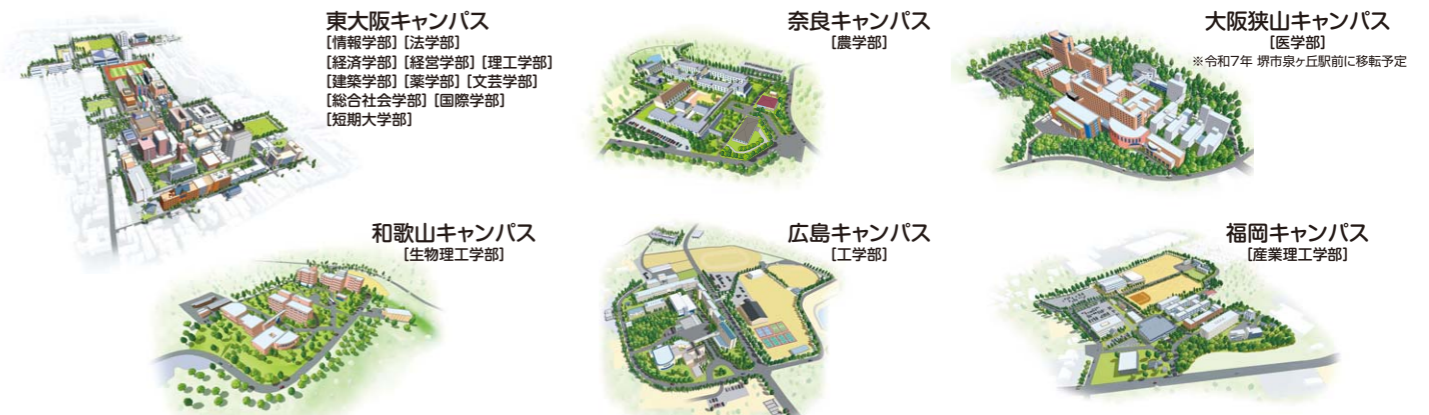 東大阪キャンパス
[情報学部] [法学部]
[経済学部] [経営学部] [理工学部]
[建築学部] [薬学部] [文芸学部]
[総合社会学部] [国際学部]
[短期大学部]
奈良キャンパス
[農学部]
大阪狭山キャンパス
[医学部]
※令和7年 堺市泉ヶ丘駅前に移転予定
和歌山キャンパス
[生物理工学部]
広島キャンパス
[工学部]
福岡キャンパス
[産業理工学部]